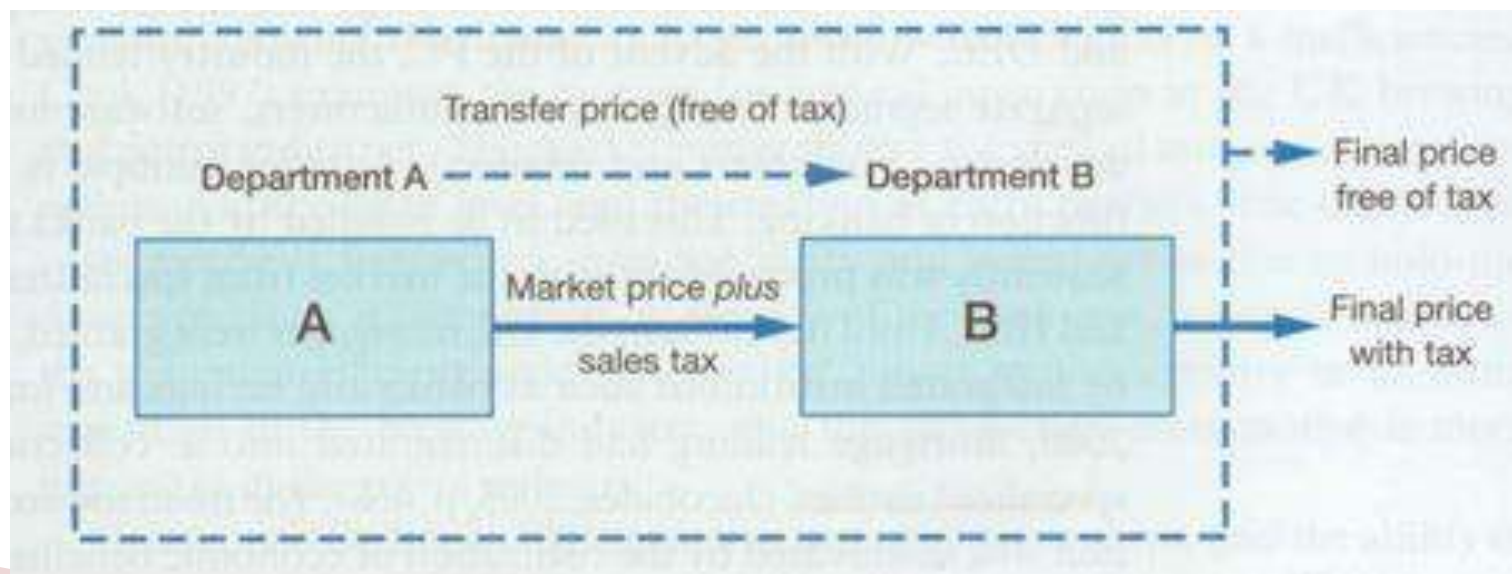 Transfer price (free of tax)
Department A
Department B
Final price
free of tax
A
Market price plus
sales tax
B
Final price
with tax